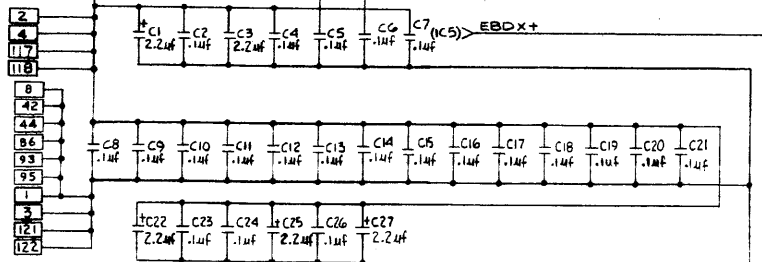 2
4
117
118
8
42
44
86
93
95
1
3
121
122
+ C1 C2 C3 C4 C5 C6 C7 (IC5) EBDX+
2.2uf .1uf 2.2uf .1uf .1uf .1uf .1uf
C8 C9 C10 C11 C12 C13 C14 C15 C16 C17 C18 C19 C20 C21
.1uf .1uf .1uf .1uf .1uf .1uf .1uf .1uf .1uf .1uf .1uf .1uf .1uf .1uf
+ C22 C23 C24 + C25 C26 + C27
2.2uf .1uf .1uf 2.2uf .1uf 2.2uf